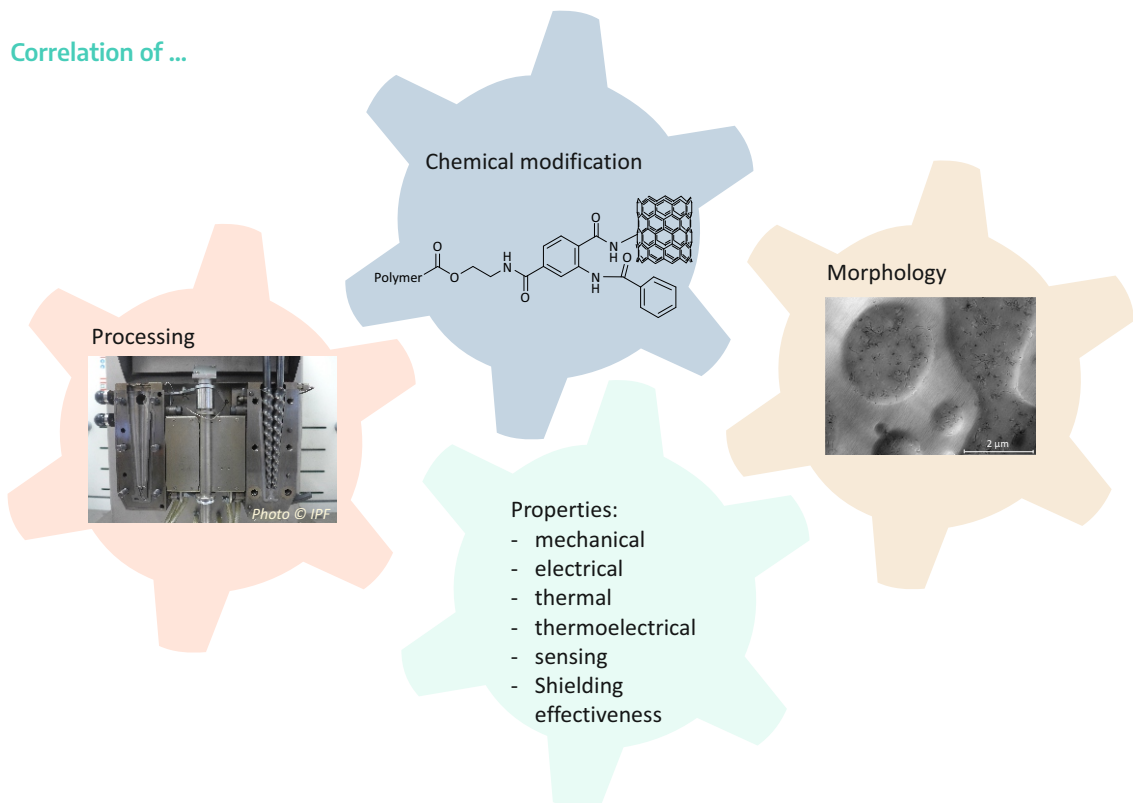 Correlation of ...
Chemical modification
O
O
N
H
Polymer
O
H
N
O
N
H
O
Morphology
2 µm
Processing
Photo © IPF
Properties:
- mechanical
- electrical
- thermal
- thermoelectrical
- sensing
- Shielding
effectiveness